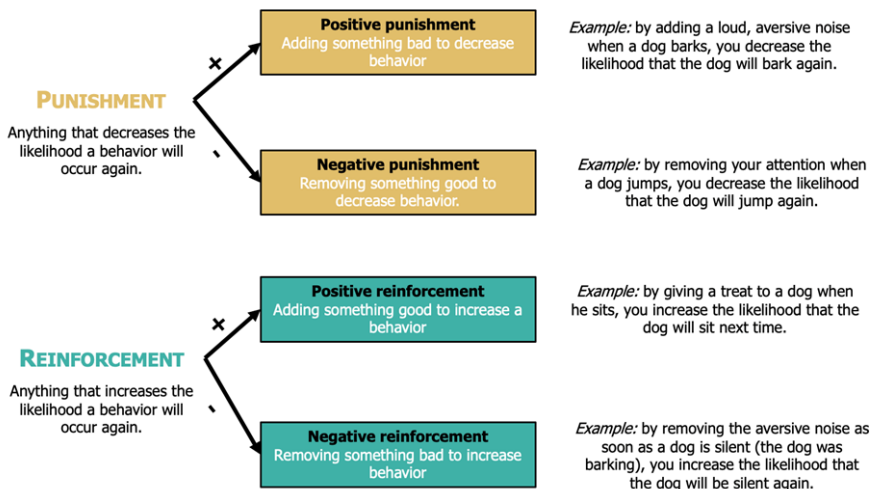 Positive punishment
Adding something bad to decrease
behavior
Example: by adding a loud, aversive noise
when a dog barks, you decrease the
likelihood that the dog will bark again.
+
PUNISHMENT
Anything that decreases the
likelihood a behavior will
occur again.
-
Negative punishment
Removing something good to
decrease behavior.
Example: by removing your attention when
a dog jumps, you decrease the likelihood
that the dog will jump again.
Positive reinforcement
Adding something good to increase a
behavior
Example: by giving a treat to a dog when
he sits, you increase the likelihood that the
dog will sit next time.
+
REINFORCEMENT
Anything that increases the
likelihood a behavior will
occur again.
-
Negative reinforcement
Removing something bad to increase
behavior
Example: by removing the aversive noise as
soon as a dog is silent (the dog was
barking), you increase the likelihood that
the dog will be silent again.